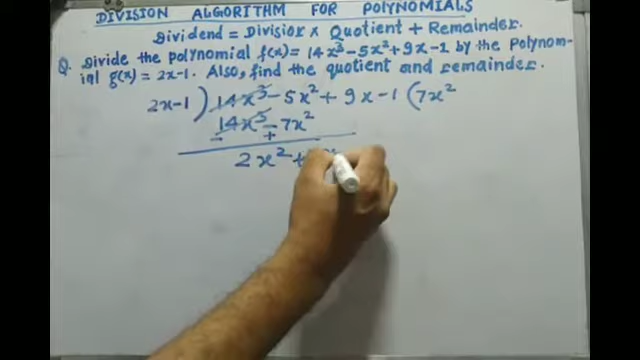 DIVISION ALGORITHM FOR POLYNOMIALS
Dividend = Divisior × Quotient + Remainder.
Q. Divide the polynomial f(x) = 14x³ - 5x² + 9x - 1 by the Polynom-
ial g(x) = 2x-1. Also, find the quotient and remainder.
2x-1 ) 14x³ - 5x² + 9x - 1 ( 7x²
14x³ - 7x²
- +
2x² +